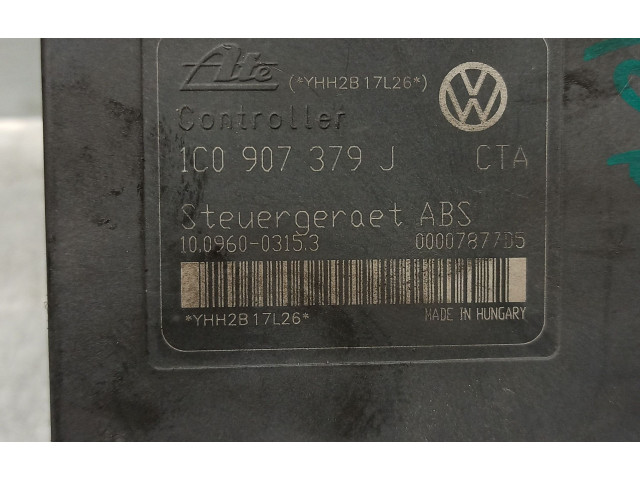 Ate (*YHH2B17L26*)
Controller
1C0 907 379 J CTA
Steuergeraet ABS
10.0960-0315.3 00007877D5
*YHH2B17L26* MADE IN HUNGARY